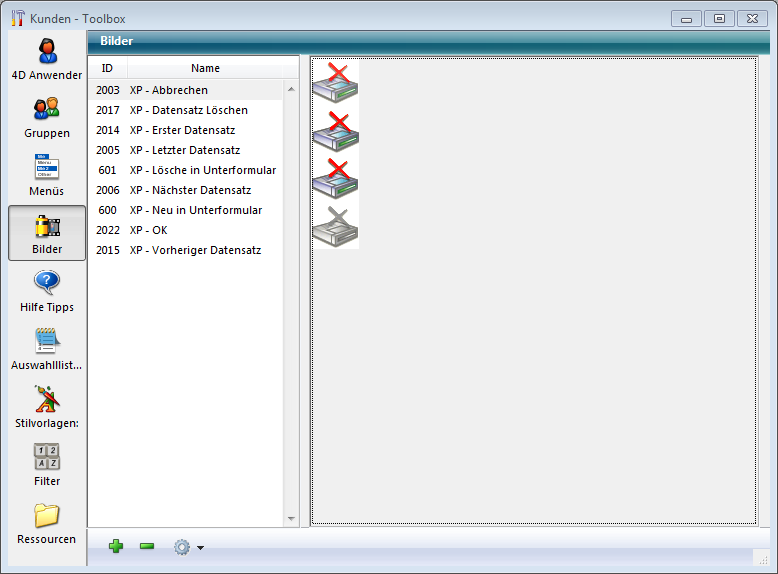 Kunden - Toolbox
4D Anwender
Gruppen
Menüs
Bilder
Hilfe Tipps
Auswahllist...
Stilvorlagen:
Filter
Ressourcen
Bilder
ID Name
2003 XP - Abbrechen
2017 XP - Datensatz Löschen
2014 XP - Erster Datensatz
2005 XP - Letzter Datensatz
601 XP - Lösche in Unterformular
2006 XP - Nächster Datensatz
600 XP - Neu in Unterformular
2022 XP - OK
2015 XP - Vorheriger Datensatz